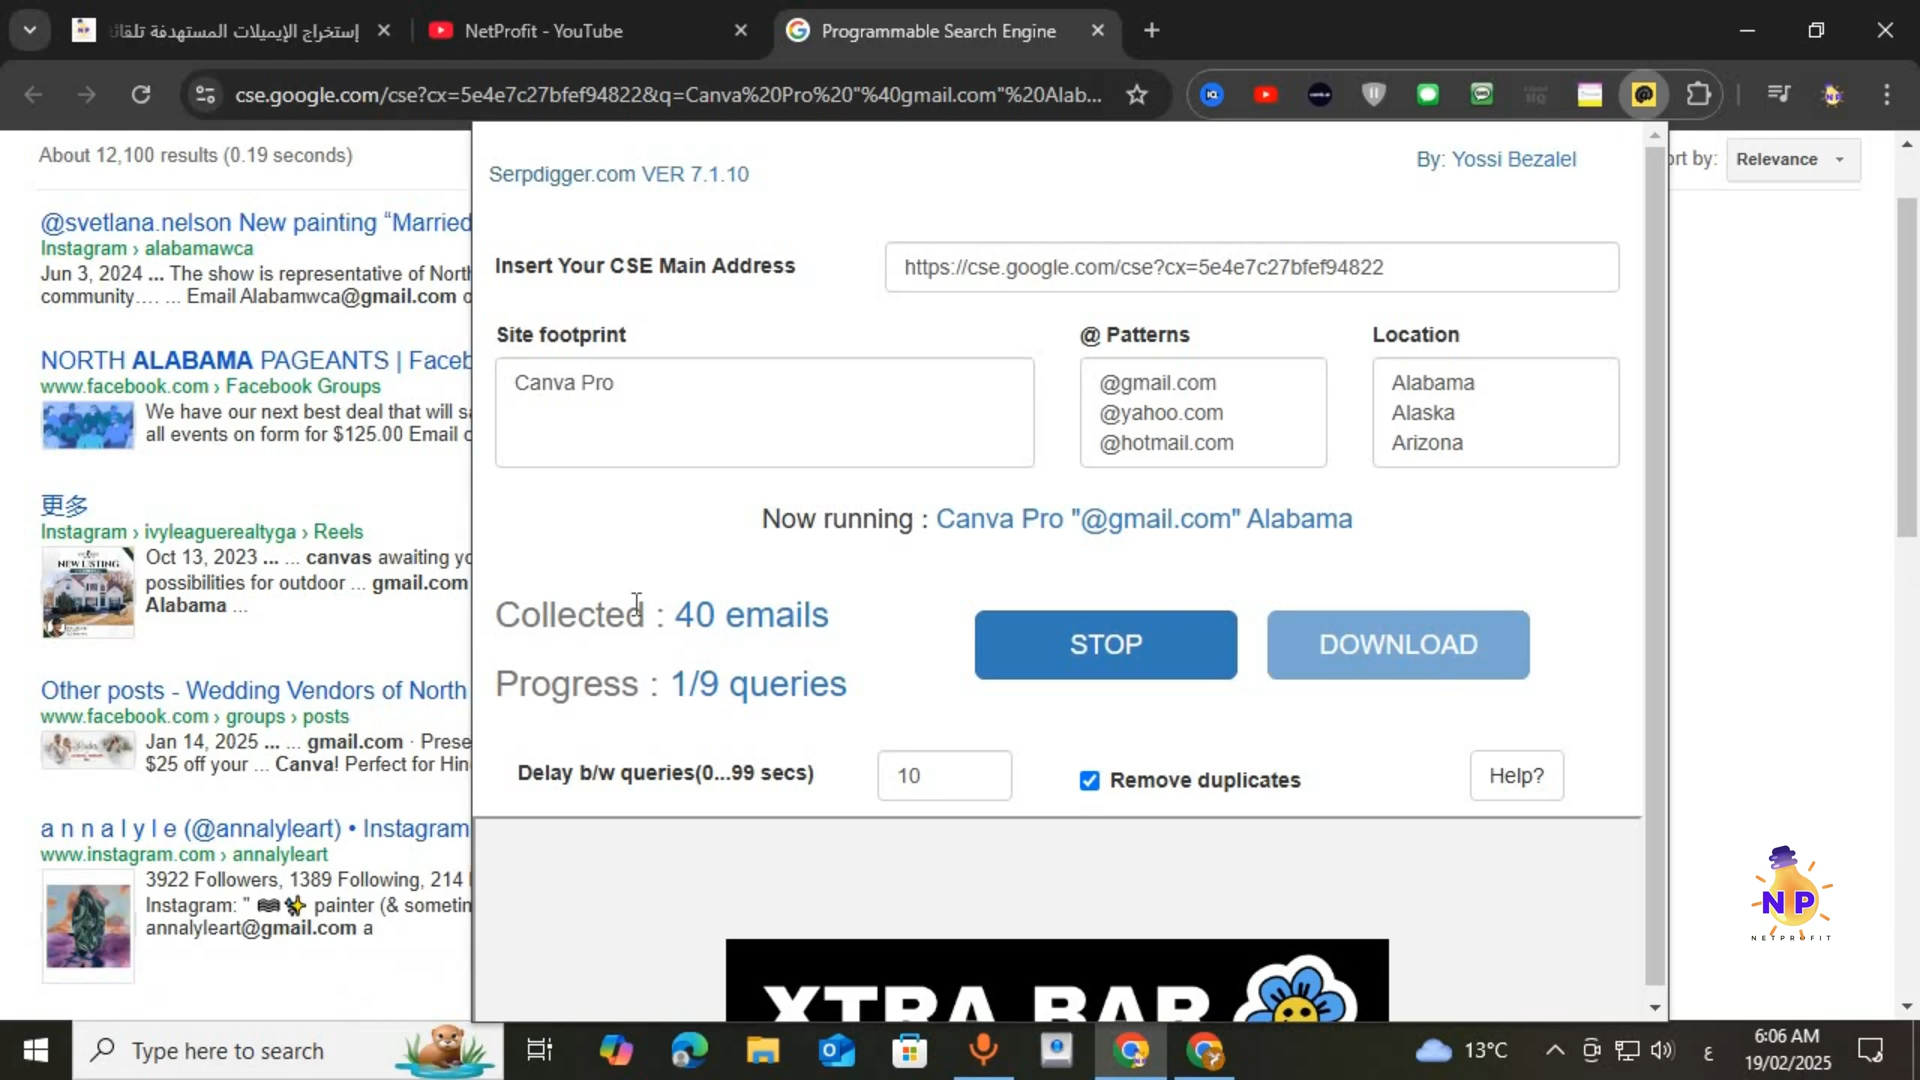 إستخراج الإيميلات المستهدفة تلقائ
NetProfit - YouTube
Programmable Search Engine
cse.google.com/cse?cx=5e4e7c27bfef94822&q=Canva%20Pro%20"%40gmail.com"%20Alab...
About 12,100 results (0.19 seconds)
ort by:
Relevance
@svetlana.nelson New painting “Married
Instagram › alabamawca
Jun 3, 2024 ... The show is representative of Nort
community.... ... Email Alabamwca@gmail.com o
NORTH ALABAMA PAGEANTS | Faceb
www.facebook.com › Facebook Groups
We have our next best deal that will sa
all events on form for $125.00 Email c
更多
Instagram › ivyleaguerealtyga › Reels
Oct 13, 2023 ... ... canvas awaiting yo
possibilities for outdoor ... gmail.com
Alabama ...
NEW LISTING
Other posts - Wedding Vendors of North
www.facebook.com › groups › posts
Jan 14, 2025 ... ... gmail.com · Prese
$25 off your ... Canva! Perfect for Hin
a n n a l y l e (@annalyleart) • Instagram
www.instagram.com › annalyleart
3922 Followers, 1389 Following, 214
Instagram: " painter (& sometin
annalyleart@gmail.com a
Serpdigger.com VER 7.1.10
By: Yossi Bezalel
Insert Your CSE Main Address
https://cse.google.com/cse?cx=5e4e7c27bfef94822
Site footprint
@ Patterns
Location
Canva Pro
@gmail.com
@yahoo.com
@hotmail.com
Alabama
Alaska
Arizona
Now running : Canva Pro "@gmail.com" Alabama
Collected : 40 emails
Progress : 1/9 queries
STOP
DOWNLOAD
Delay b/w queries(0...99 secs)
10
Remove duplicates
Help?
XTRA BAR
N P
NETPROFIT
Type here to search
13°C
ع
6:06 AM
19/02/2025